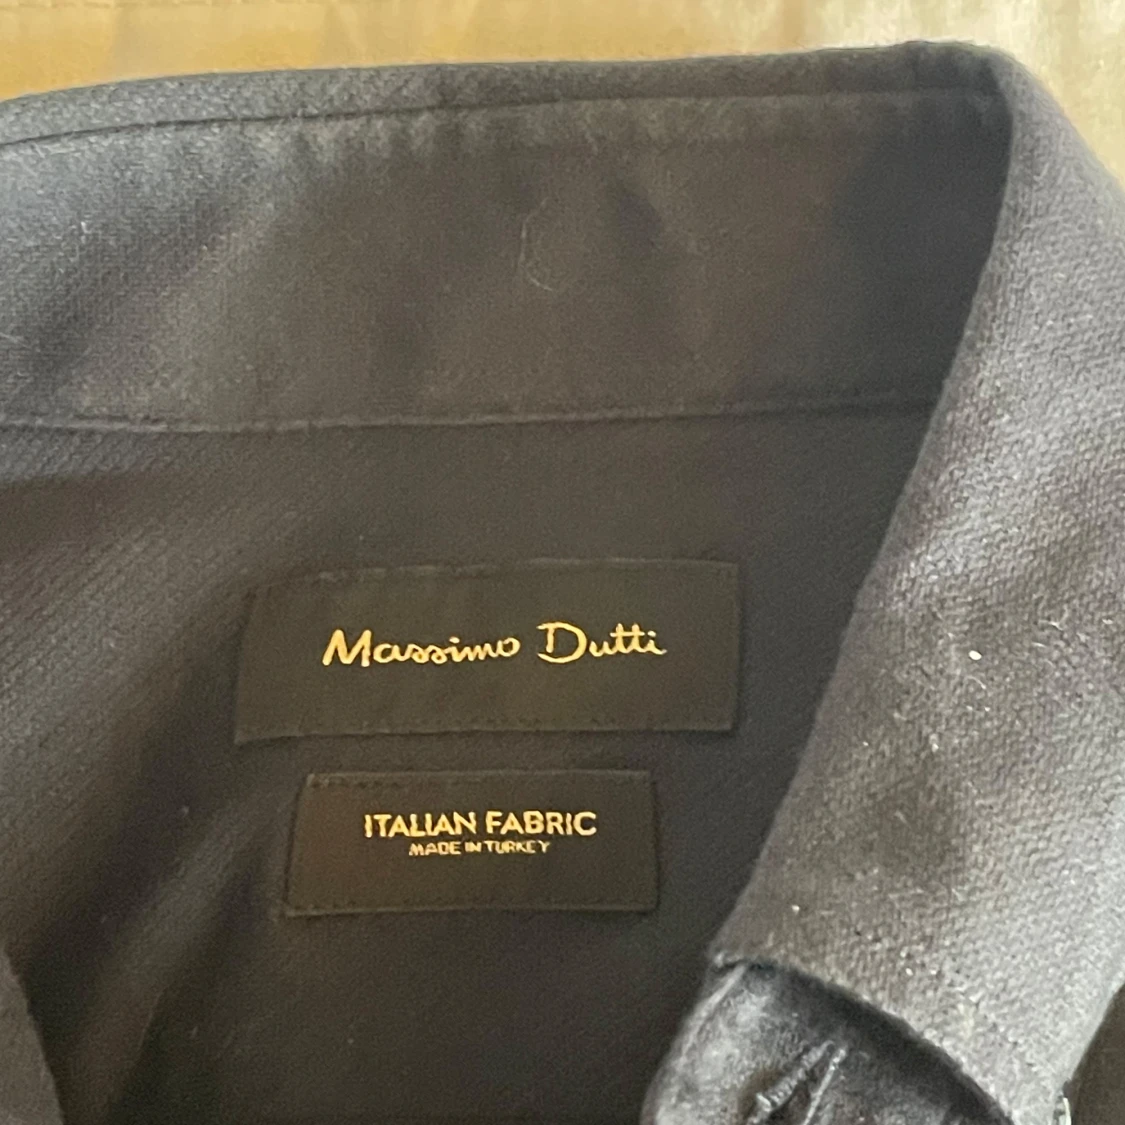 Massimo Dutti
ITALIAN FABRIC
MADE IN TURKEY